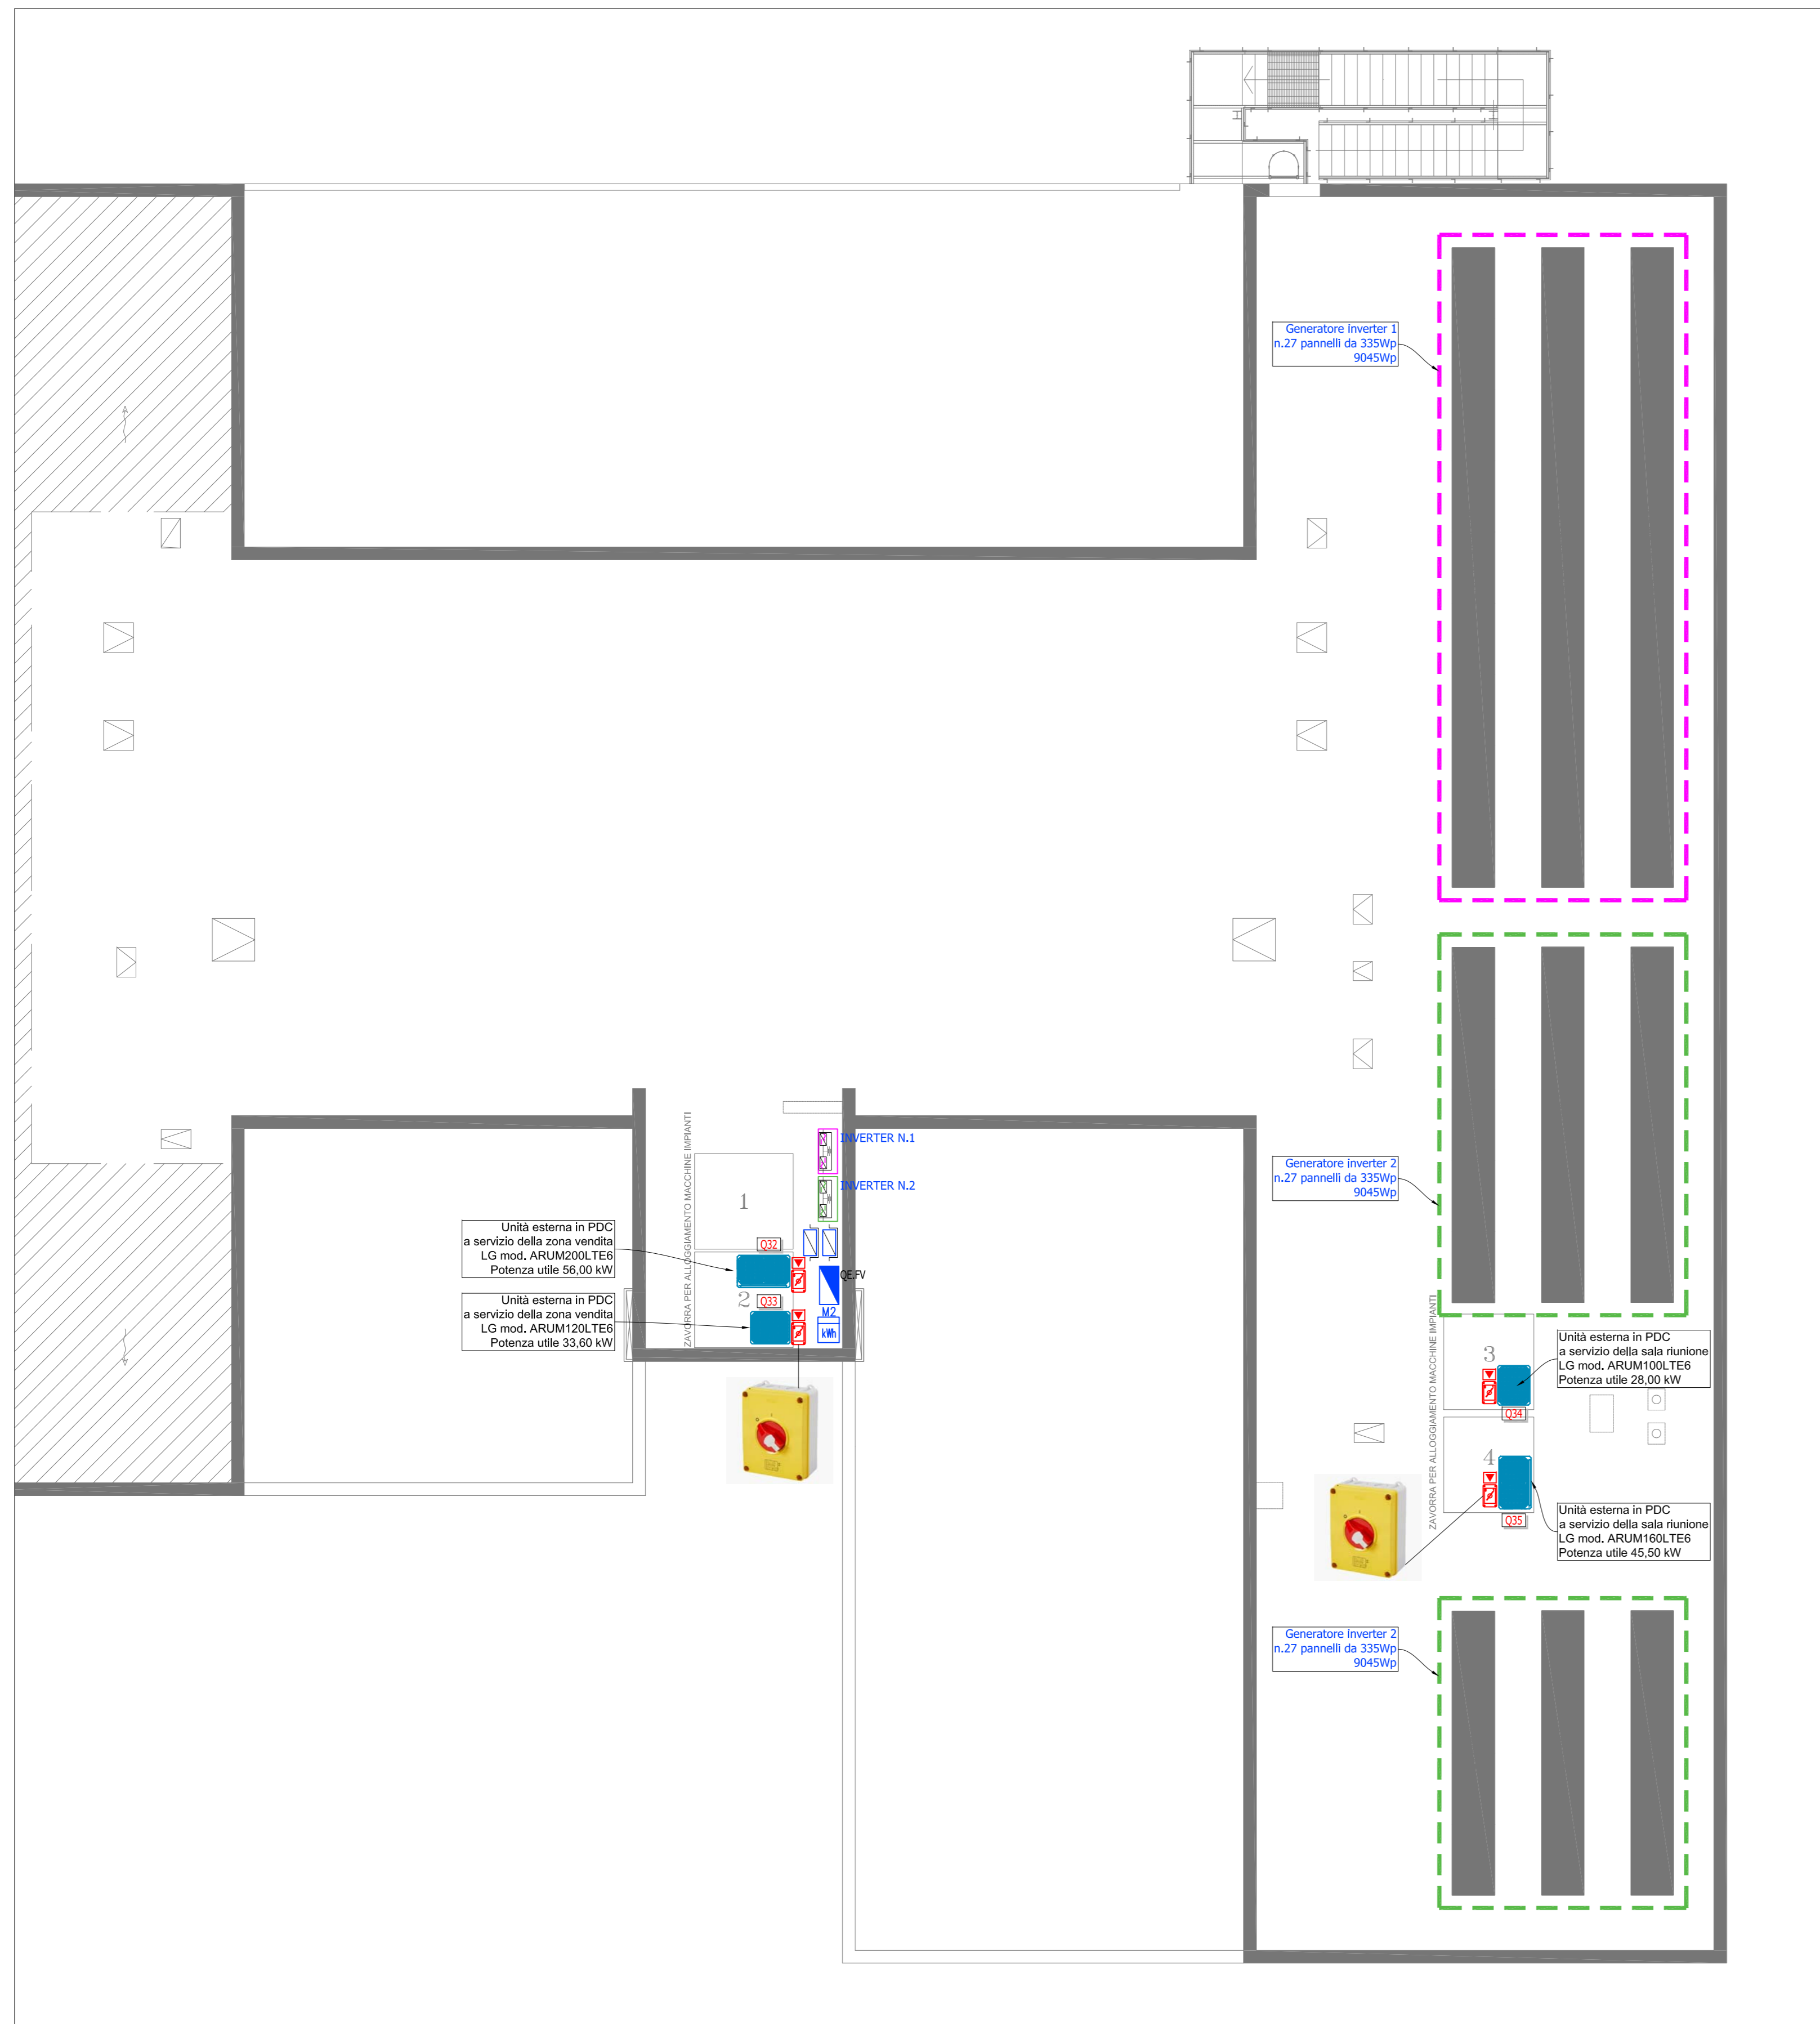 Generatore inverter 1
n.27 pannelli da 335Wp
9045Wp
INVERTER N.1
INVERTER N.2
ZAVORRA PER ALLOGGIAMENTO MACCHINE IMPIANTI
1
Generatore inverter 2
n.27 pannelli da 335Wp
9045Wp
Unità esterna in PDC
a servizio della zona vendita
LG mod. ARUM200LTE6
Potenza utile 56,00 kW
Q32
QE.FV
2
Q33
M2
kWh
Unità esterna in PDC
a servizio della zona vendita
LG mod. ARUM120LTE6
Potenza utile 33,60 kW
ZAVORRA PER ALLOGGIAMENTO MACCHINE IMPIANTI
3
Unità esterna in PDC
a servizio della sala riunione
LG mod. ARUM100LTE6
Potenza utile 28,00 kW
Q34
4
Q35
Unità esterna in PDC
a servizio della sala riunione
LG mod. ARUM160LTE6
Potenza utile 45,50 kW
Generatore inverter 2
n.27 pannelli da 335Wp
9045Wp